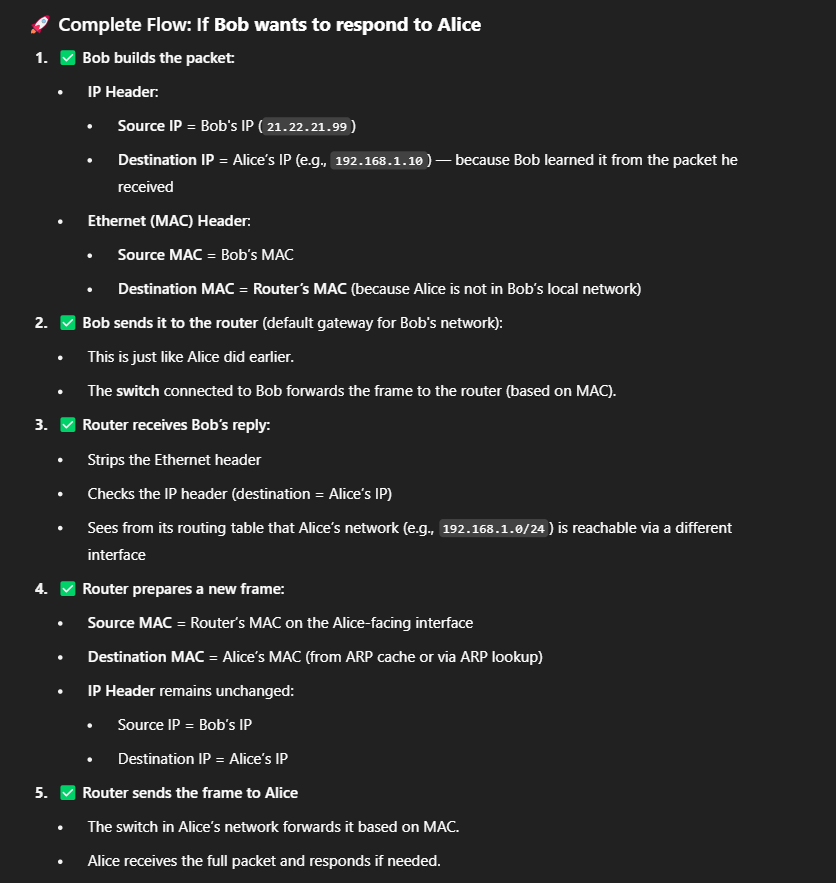 🚀 Complete Flow: If Bob wants to respond to Alice
1. ✅ Bob builds the packet:
• IP Header:
• Source IP = Bob's IP ( 21.22.21.99 )
• Destination IP = Alice’s IP (e.g., 192.168.1.10 ) — because Bob learned it from the packet he
received
• Ethernet (MAC) Header:
• Source MAC = Bob’s MAC
• Destination MAC = Router’s MAC (because Alice is not in Bob’s local network)
2. ✅ Bob sends it to the router (default gateway for Bob's network):
• This is just like Alice did earlier.
• The switch connected to Bob forwards the frame to the router (based on MAC).
3. ✅ Router receives Bob’s reply:
• Strips the Ethernet header
• Checks the IP header (destination = Alice’s IP)
• Sees from its routing table that Alice’s network (e.g., 192.168.1.0/24 ) is reachable via a different
interface
4. ✅ Router prepares a new frame:
• Source MAC = Router’s MAC on the Alice-facing interface
• Destination MAC = Alice’s MAC (from ARP cache or via ARP lookup)
• IP Header remains unchanged:
• Source IP = Bob’s IP
• Destination IP = Alice’s IP
5. ✅ Router sends the frame to Alice
• The switch in Alice’s network forwards it based on MAC.
• Alice receives the full packet and responds if needed.